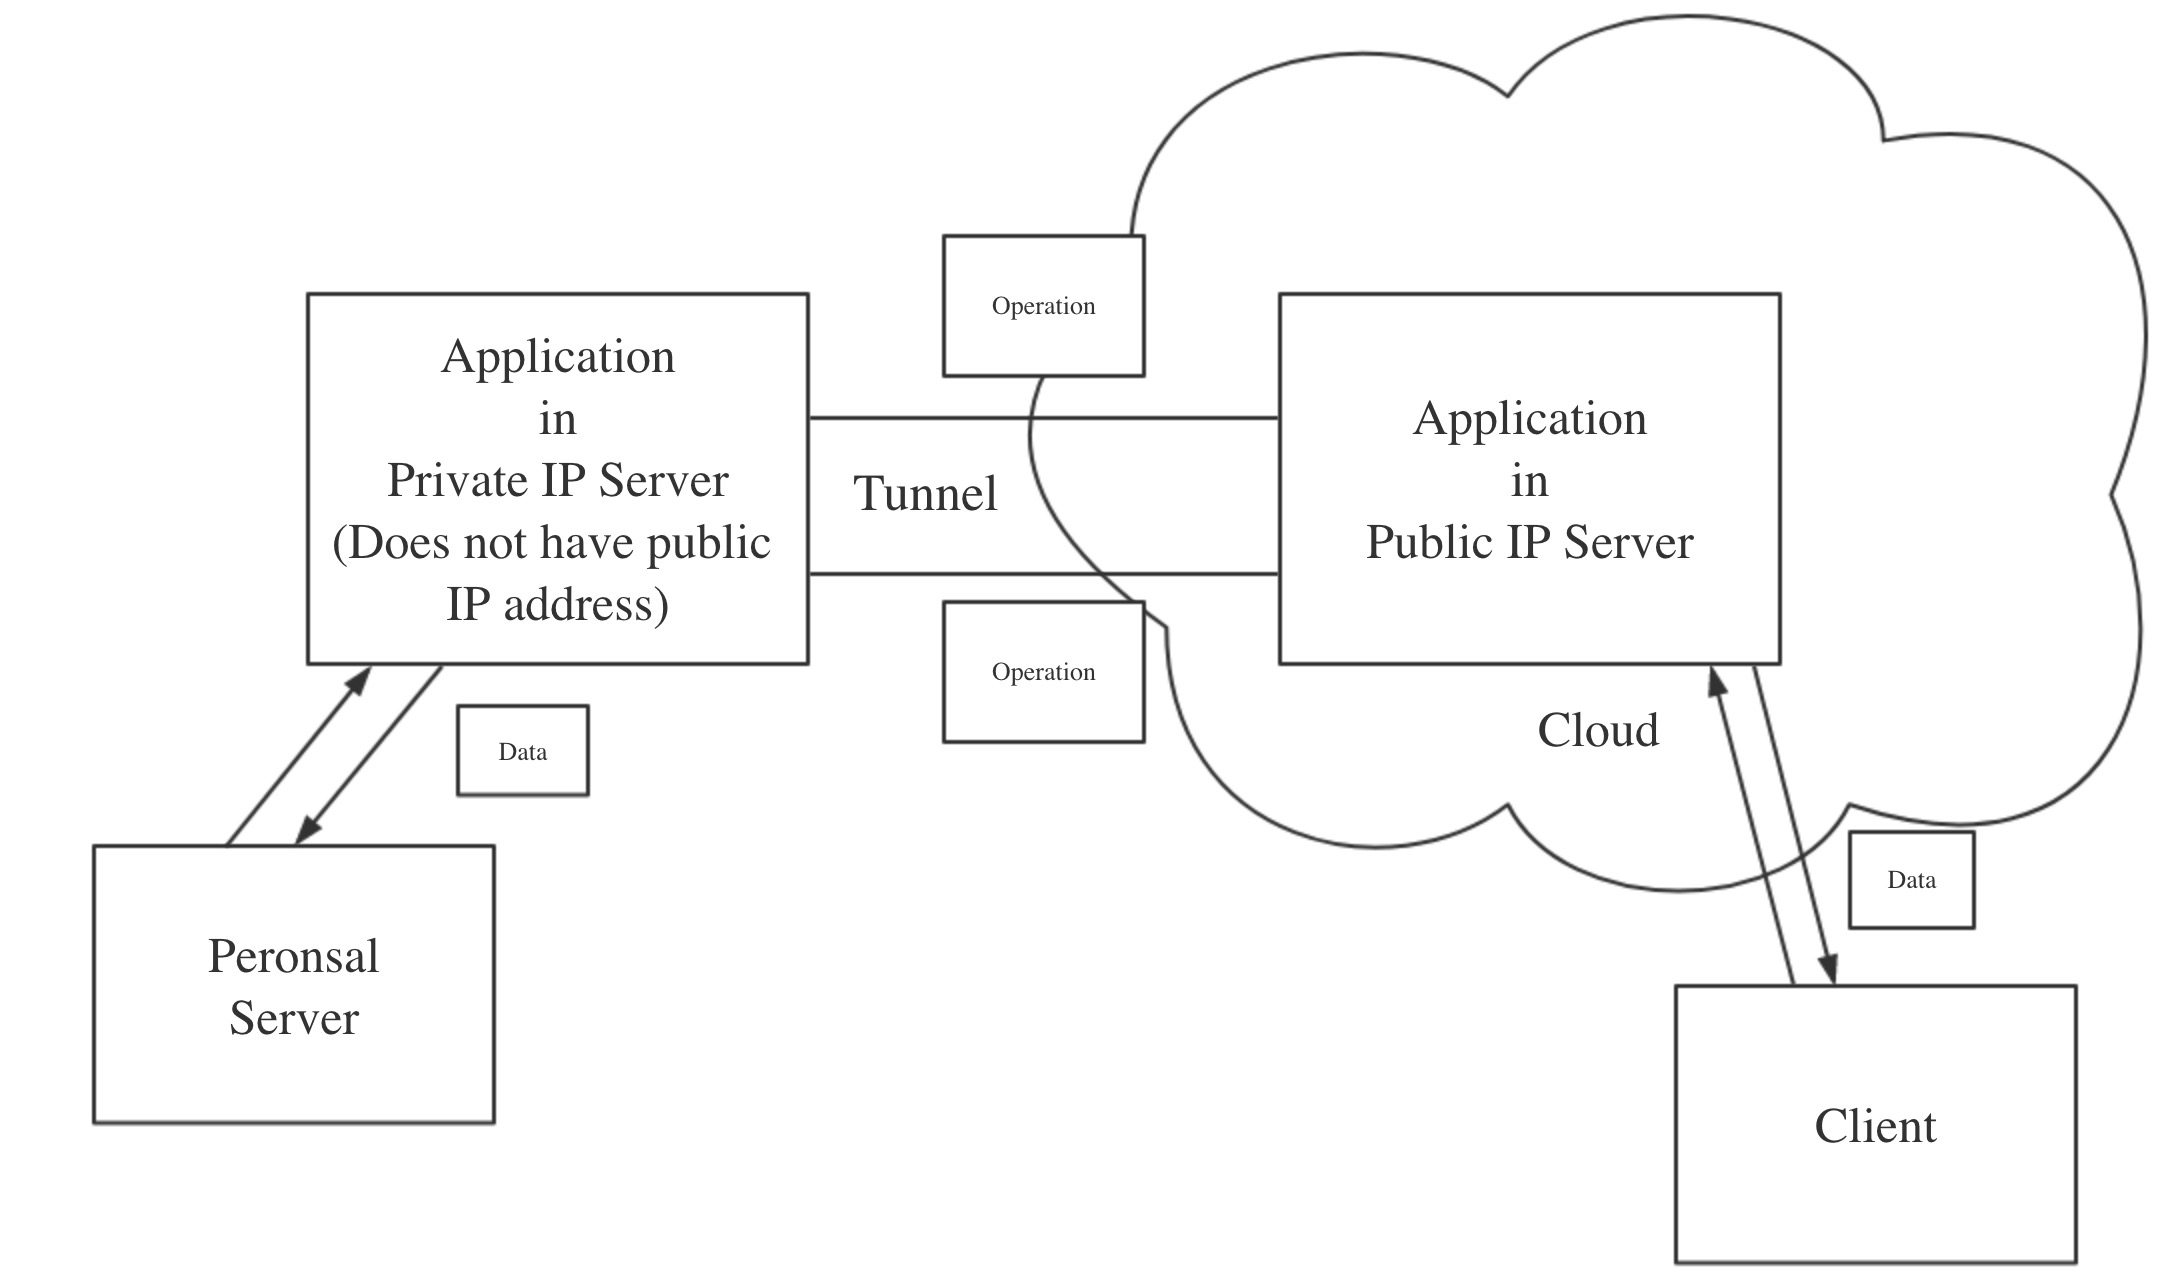 Operation
Application
in
Private IP Server
(Does not have public
IP address)
Tunnel
Application
in
Public IP Server
Operation
Data
Cloud
Data
Peronsal
Server
Client